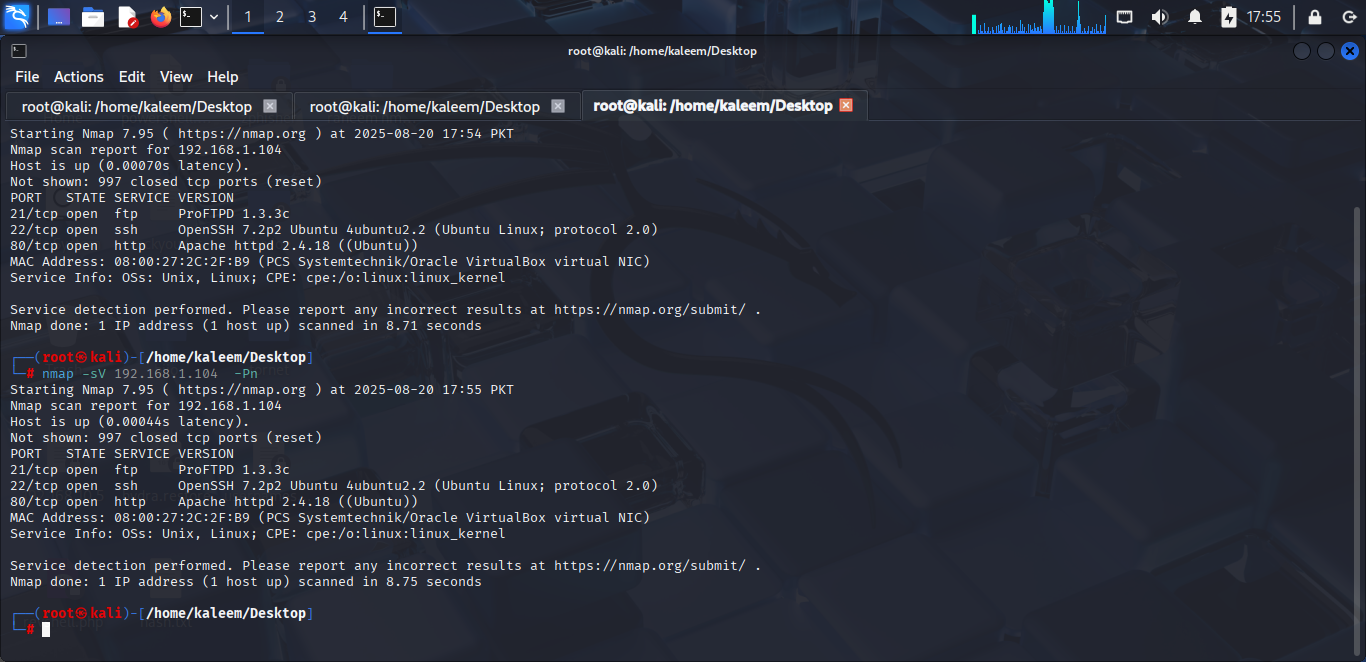 1 2 3 4
17:55
root@kali: /home/kaleem/Desktop
File Actions Edit View Help
root@kali: /home/kaleem/Desktop root@kali: /home/kaleem/Desktop root@kali: /home/kaleem/Desktop
Starting Nmap 7.95 ( https://nmap.org ) at 2025-08-20 17:54 PKT
Nmap scan report for 192.168.1.104
Host is up (0.00070s latency).
Not shown: 997 closed tcp ports (reset)
PORT   STATE SERVICE VERSION
21/tcp open  ftp     ProFTPD 1.3.3c
22/tcp open  ssh     OpenSSH 7.2p2 Ubuntu 4ubuntu2.2 (Ubuntu Linux; protocol 2.0)
80/tcp open  http    Apache httpd 2.4.18 ((Ubuntu))
MAC Address: 08:00:27:2C:2F:B9 (PCS Systemtechnik/Oracle VirtualBox virtual NIC)
Service Info: OSs: Unix, Linux; CPE: cpe:/o:linux:linux_kernel
Service detection performed. Please report any incorrect results at https://nmap.org/submit/ .
Nmap done: 1 IP address (1 host up) scanned in 8.71 seconds
┌──(root㉿kali)-[/home/kaleem/Desktop]
└─# nmap -sV 192.168.1.104  -Pn
Starting Nmap 7.95 ( https://nmap.org ) at 2025-08-20 17:55 PKT
Nmap scan report for 192.168.1.104
Host is up (0.00044s latency).
Not shown: 997 closed tcp ports (reset)
PORT   STATE SERVICE VERSION
21/tcp open  ftp     ProFTPD 1.3.3c
22/tcp open  ssh     OpenSSH 7.2p2 Ubuntu 4ubuntu2.2 (Ubuntu Linux; protocol 2.0)
80/tcp open  http    Apache httpd 2.4.18 ((Ubuntu))
MAC Address: 08:00:27:2C:2F:B9 (PCS Systemtechnik/Oracle VirtualBox virtual NIC)
Service Info: OSs: Unix, Linux; CPE: cpe:/o:linux:linux_kernel
Service detection performed. Please report any incorrect results at https://nmap.org/submit/ .
Nmap done: 1 IP address (1 host up) scanned in 8.75 seconds
┌──(root㉿kali)-[/home/kaleem/Desktop]
└─#